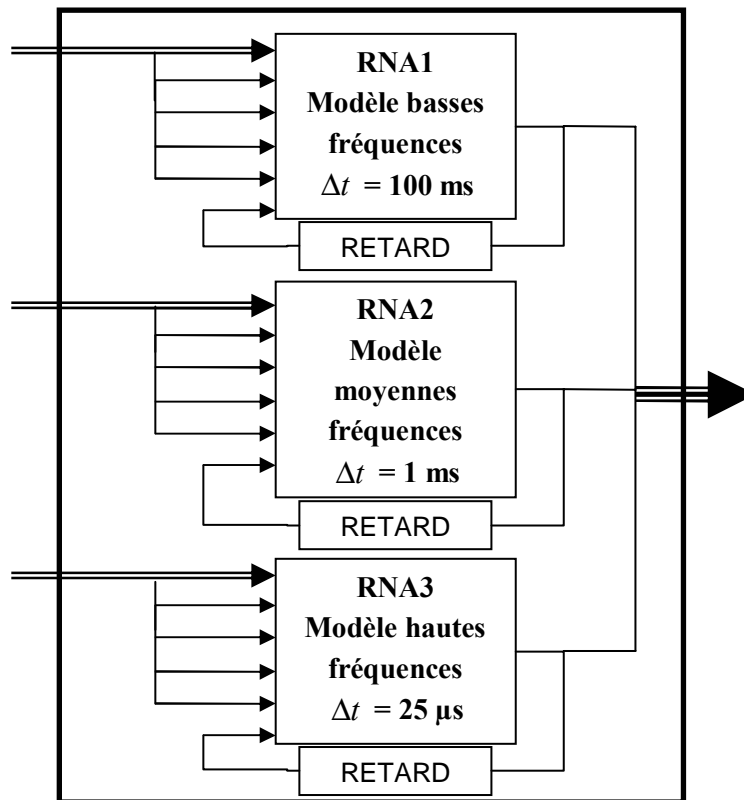 RNA1
Modèle basses
fréquences
Δt = 100 ms
RETARD
RNA2
Modèle
moyennes
fréquences
Δt = 1 ms
RETARD
RNA3
Modèle hautes
fréquences
Δt = 25 µs
RETARD